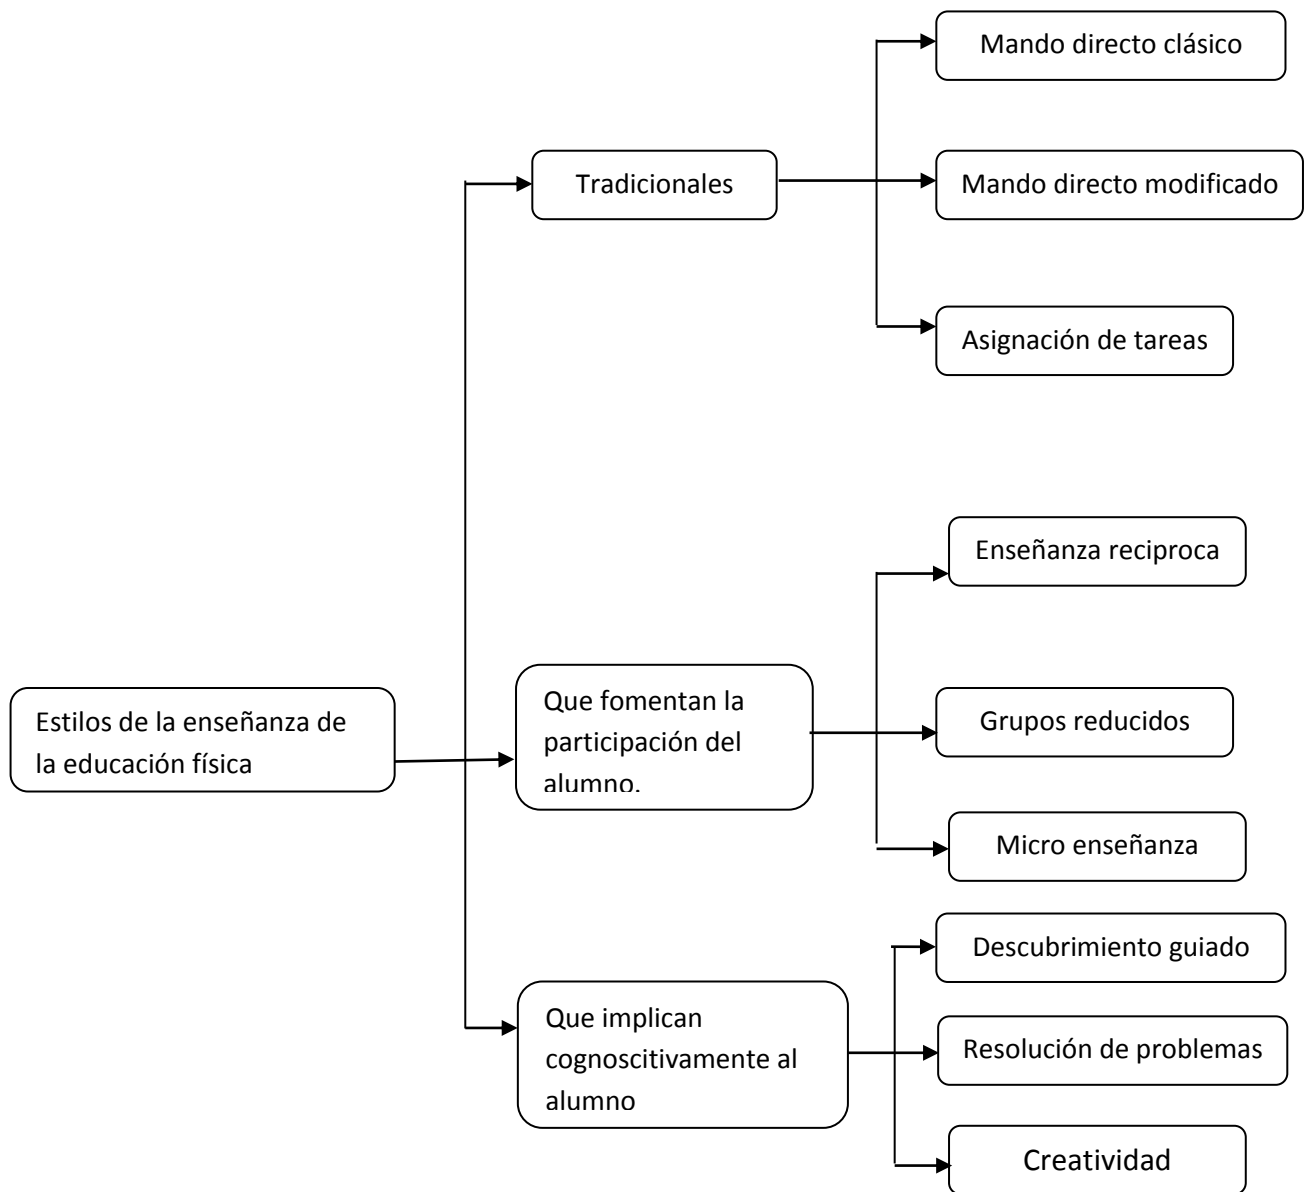 Mando directo clásico
Tradicionales
Mando directo modificado
Asignación de tareas
Enseñanza reciproca
Estilos de la enseñanza de
la educación física
Que fomentan la
participación del
alumno.
Grupos reducidos
Micro enseñanza
Descubrimiento guiado
Que implican
cognoscitivamente al
alumno
Resolución de problemas
Creatividad